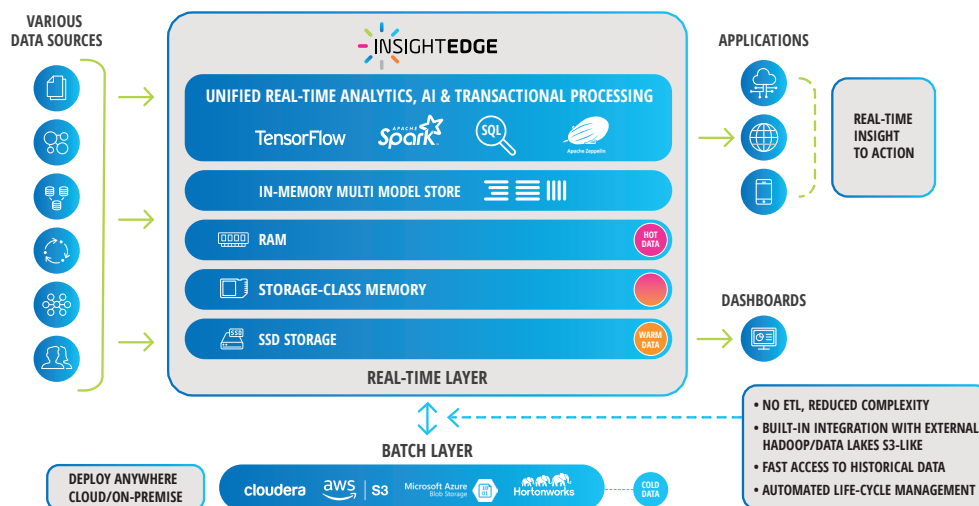 VARIOUS
DATA SOURCES
INSIGHTEDGE
UNIFIED REAL-TIME ANALYTICS, AI & TRANSACTIONAL PROCESSING
TensorFlow
APACHE
Spark
SQL
Apache Zeppelin
IN-MEMORY MULTI MODEL STORE
RAM
HOT
DATA
STORAGE-CLASS MEMORY
SSD
SSD STORAGE
WARM
DATA
REAL-TIME LAYER
APPLICATIONS
REAL-TIME
INSIGHT
TO ACTION
DASHBOARDS
• NO ETL, REDUCED COMPLEXITY
• BUILT-IN INTEGRATION WITH EXTERNAL
HADOOP/DATA LAKES S3-LIKE
• FAST ACCESS TO HISTORICAL DATA
• AUTOMATED LIFE-CYCLE MANAGEMENT
BATCH LAYER
DEPLOY ANYWHERE
CLOUD/ON-PREMISE
cloudera
aws | S3
Microsoft Azure
Blob Storage
Hortonworks
COLD
DATA